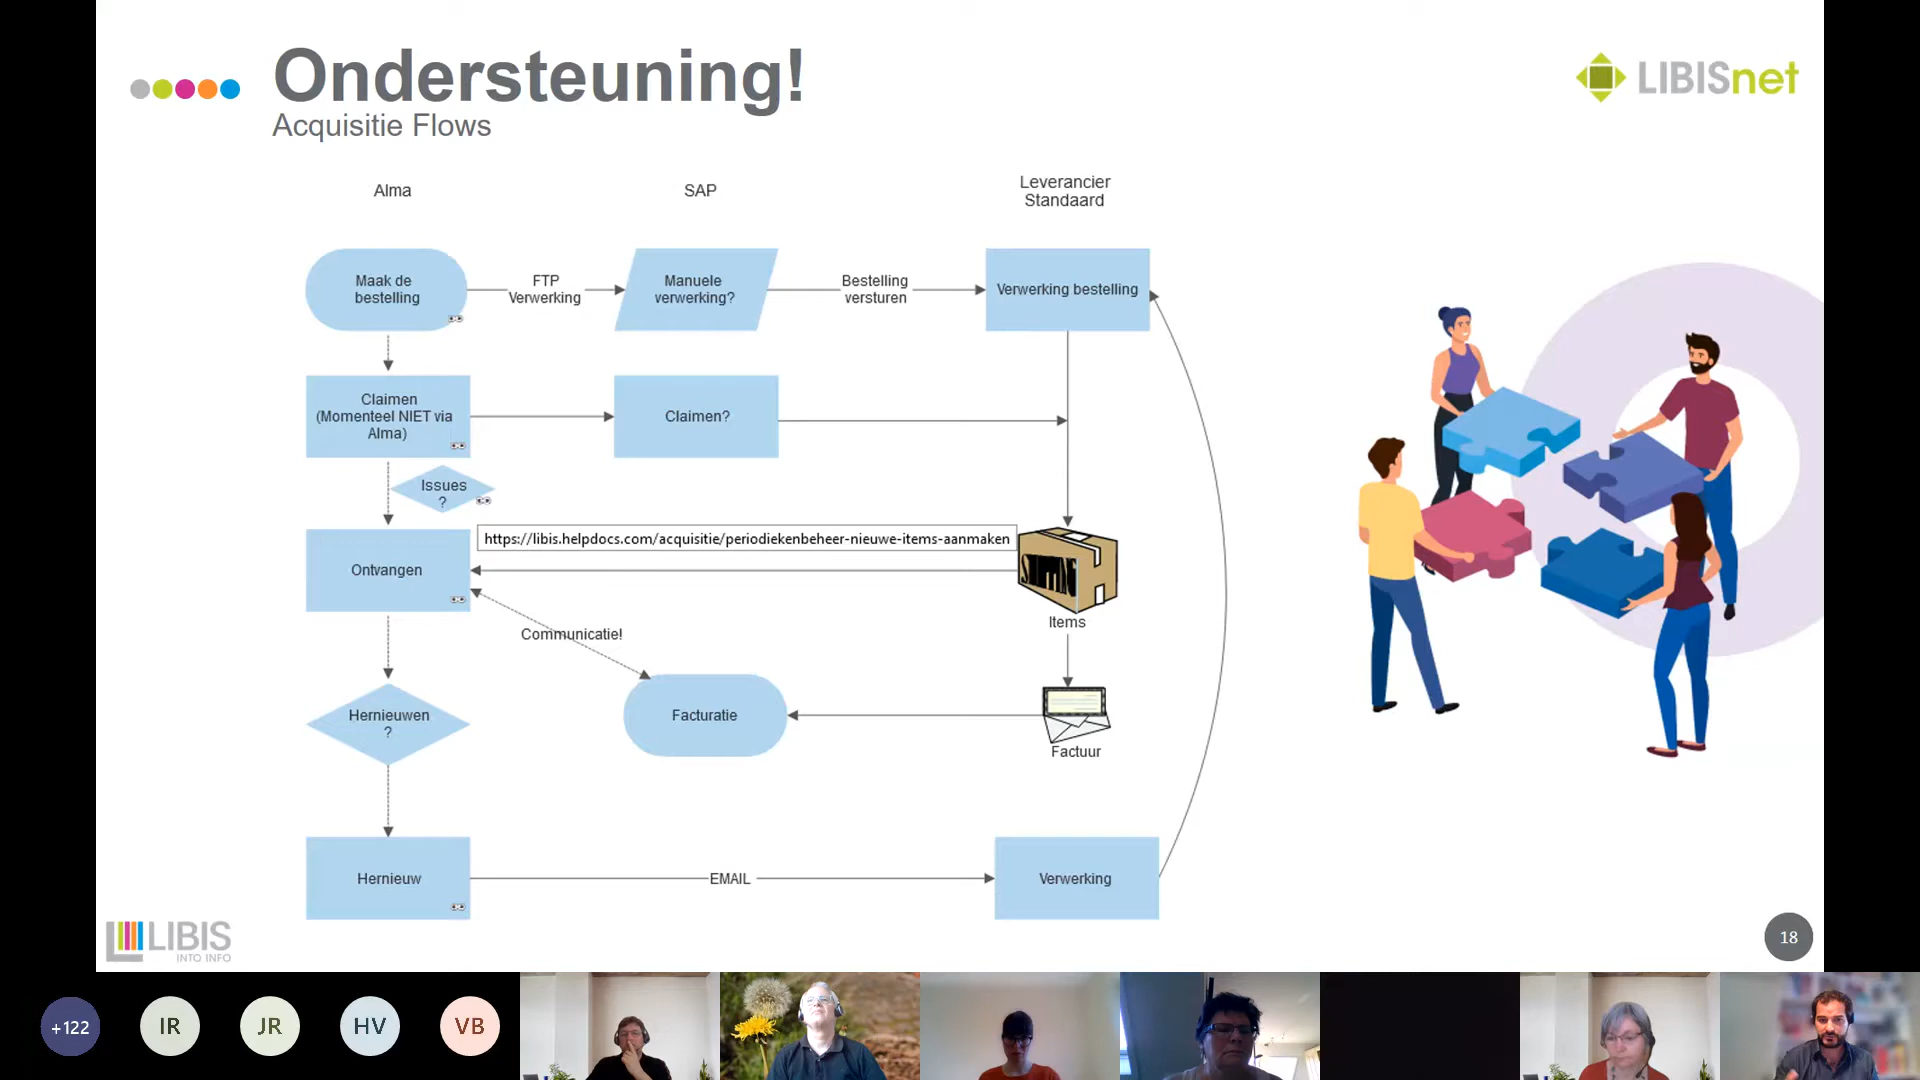 Ondersteuning!
Acquisitie Flows
LIBISnet
Alma
SAP
Leverancier
Standaard
Maak de
bestelling
FTP
Verwerking
Manuele
verwerking?
Bestelling
versturen
Verwerking bestelling
Claimen
(Momenteel NIET via
Alma)
Claimen?
Issues
?
https://libis.helpdocs.com/acquisitie/periodiekenbeheer-nieuwe-items-aanmaken
Ontvangen
Items
Communicatie!
Hernieuwen
?
Facturatie
Factuur
Hernieuw
EMAIL
Verwerking
LIBIS
INTO INFO
18
+122
IR
JR
HV
VB